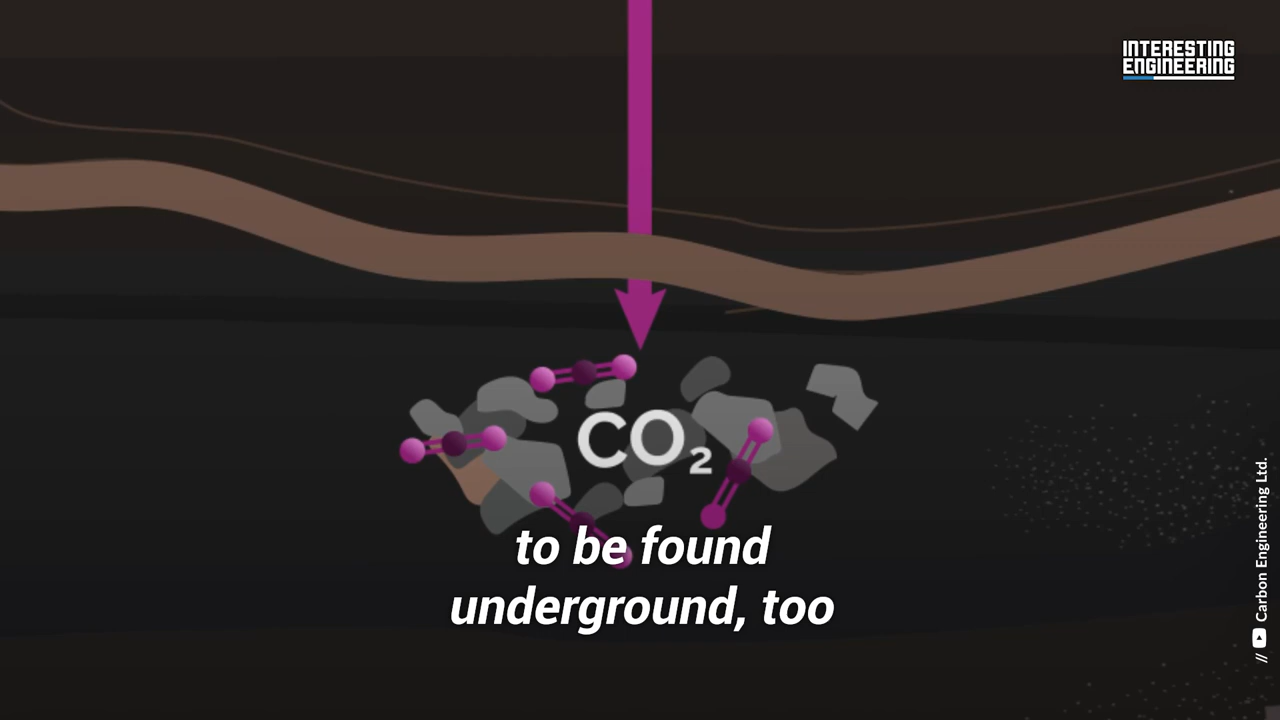 INTERESTING
ENGINEERING
CO₂
to be found
underground, too
// Carbon Engineering Ltd.